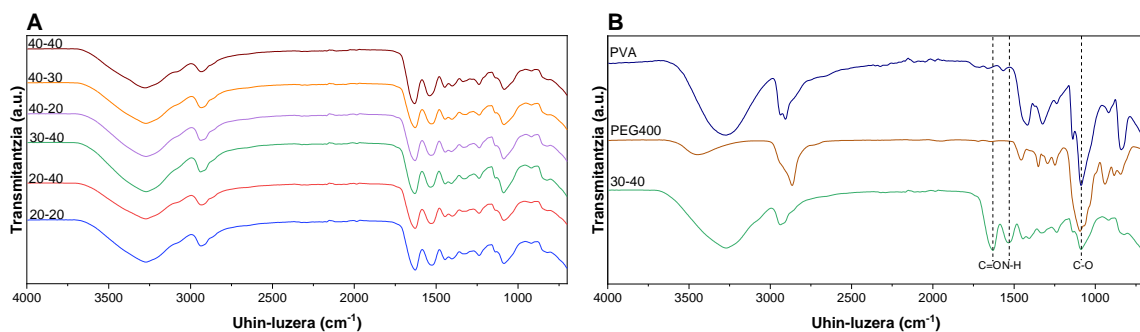 A
40-40
40-30
40-20
30-40
20-40
20-20
Transmitantzia (a.u.)
4000 3500 3000 2500 2000 1500 1000
Uhin-luzera (cm⁻¹)
B
PVA
PEG400
30-40
Transmitantzia (a.u.)
C=O N-H C-O
4000 3500 3000 2500 2000 1500 1000
Uhin-luzera (cm⁻¹)